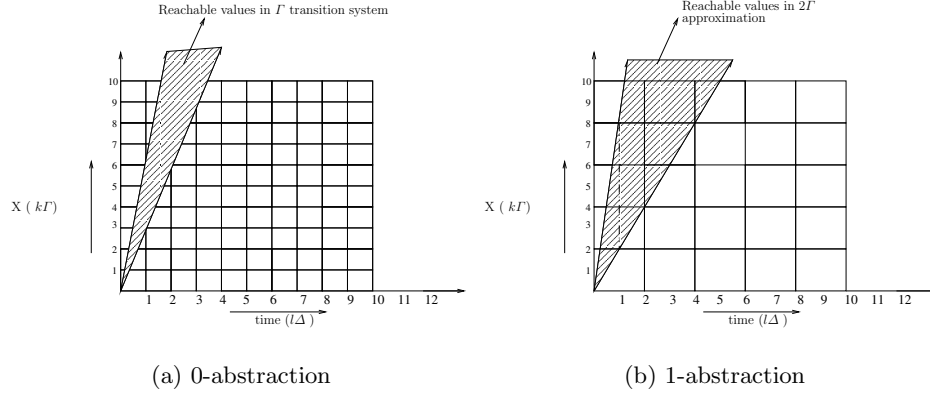 Reachable values in Γ transition system
10
9
8
7
6
5
4
3
2
1
X ( kΓ)
1 2 3 4 5 6 7 8 9 10 11 12
time (lΔ )
(a) 0-abstraction
Reachable values in 2Γ
approximation
10
9
8
7
6
5
4
3
2
1
X ( kΓ)
1 2 3 4 5 6 7 8 9 10 11 12
time (lΔ )
(b) 1-abstraction